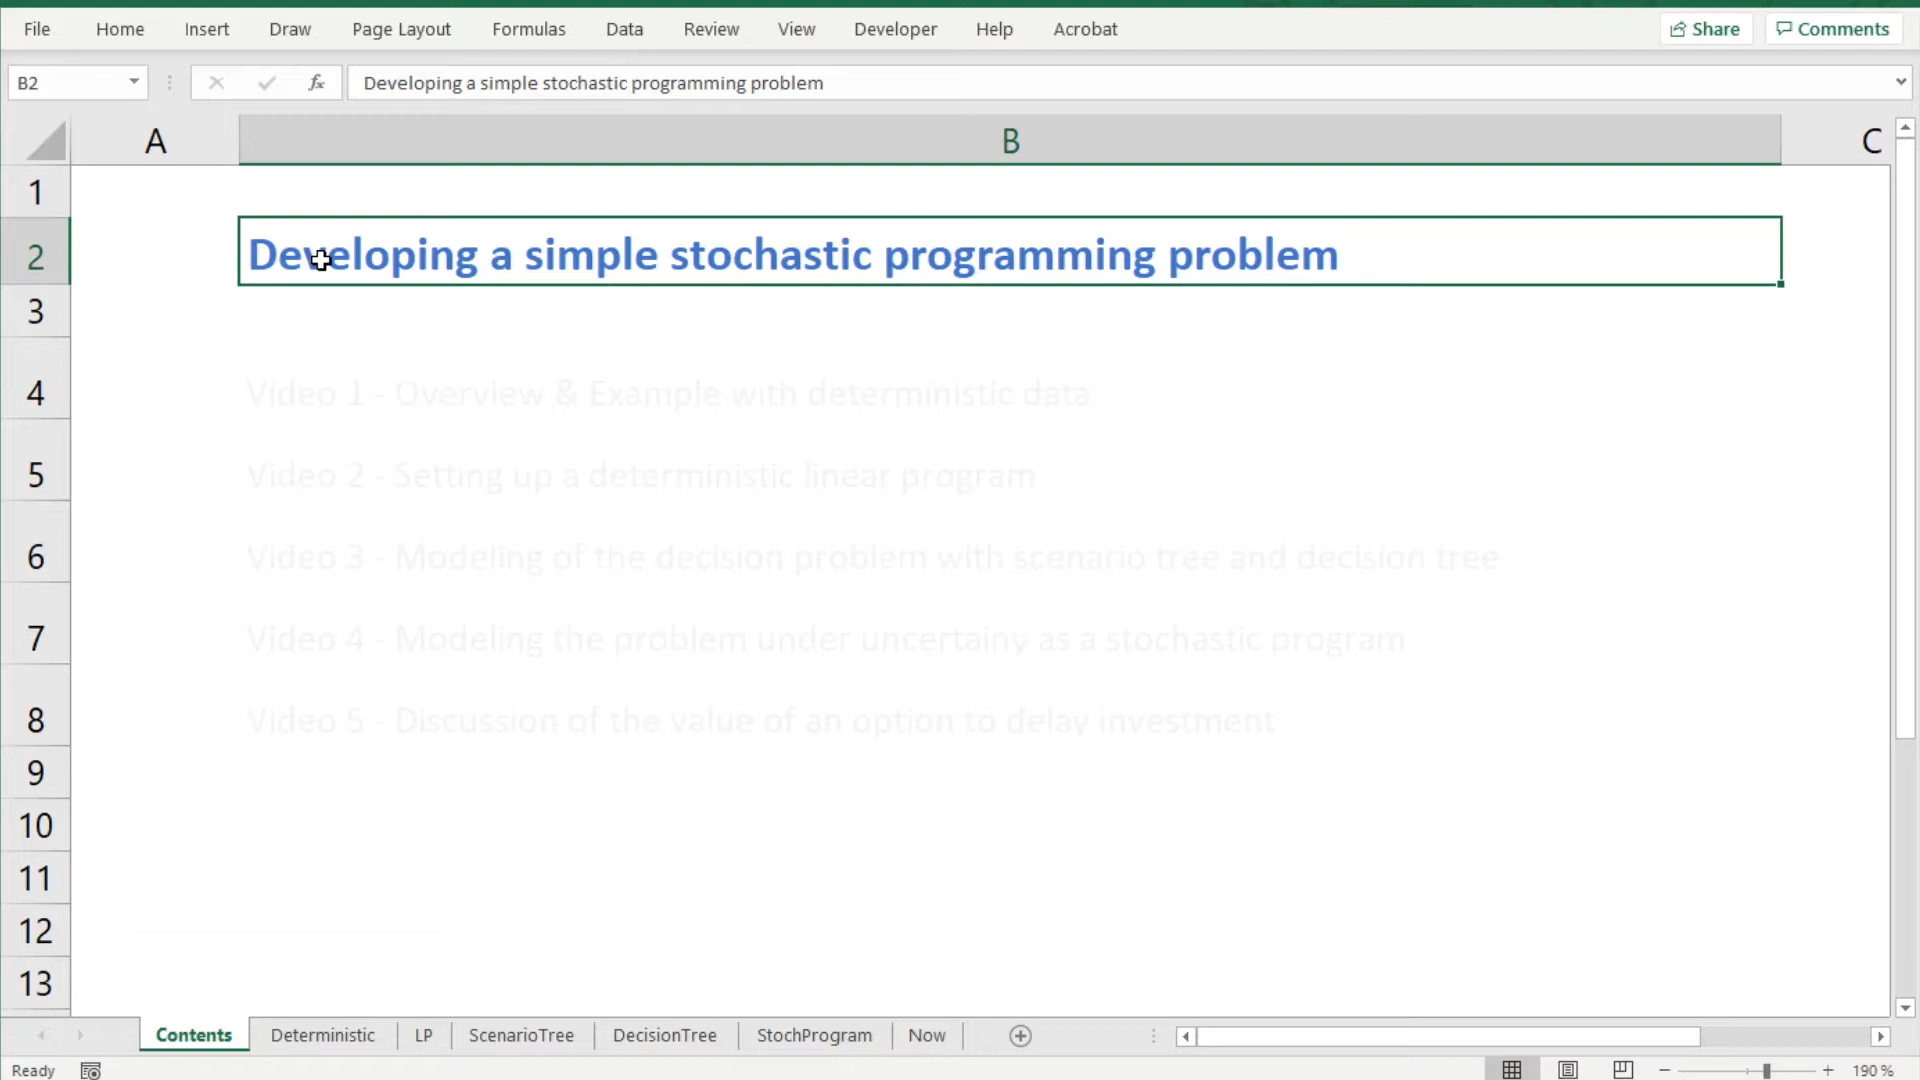 File Home Insert Draw Page Layout Formulas Data Review View Developer Help Acrobat Share Comments
B2 fx Developing a simple stochastic programming problem
A B C
1
2 Developing a simple stochastic programming problem
3
4 Video 1 - Overview & Example with deterministic data
5 Video 2 - Setting up a deterministic linear program
6 Video 3 - Modeling of the decision problem with scenario tree and decision tree
7 Video 4 - Modeling the problem under uncertainy as a stochastic program
8 Video 5 - Discussion of the value of an option to delay investment
9
10
11
12
13
Contents Deterministic LP ScenarioTree DecisionTree StochProgram Now
Ready 190 %